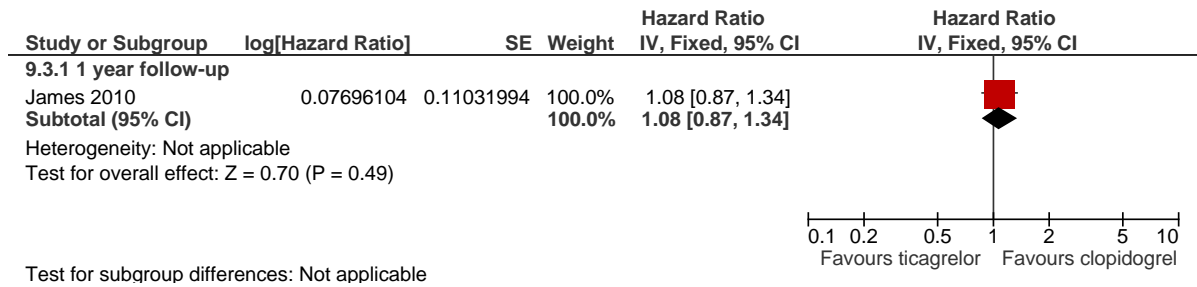 Hazard Ratio Hazard Ratio
Study or Subgroup log[Hazard Ratio] SE Weight IV, Fixed, 95% CI IV, Fixed, 95% CI
9.3.1 1 year follow-up
James 2010 0.07696104 0.11031994 100.0% 1.08 [0.87, 1.34]
Subtotal (95% CI) 100.0% 1.08 [0.87, 1.34]
Heterogeneity: Not applicable
Test for overall effect: Z = 0.70 (P = 0.49)
0.1 0.2 0.5 1 2 5 10
Favours ticagrelor Favours clopidogrel
Test for subgroup differences: Not applicable